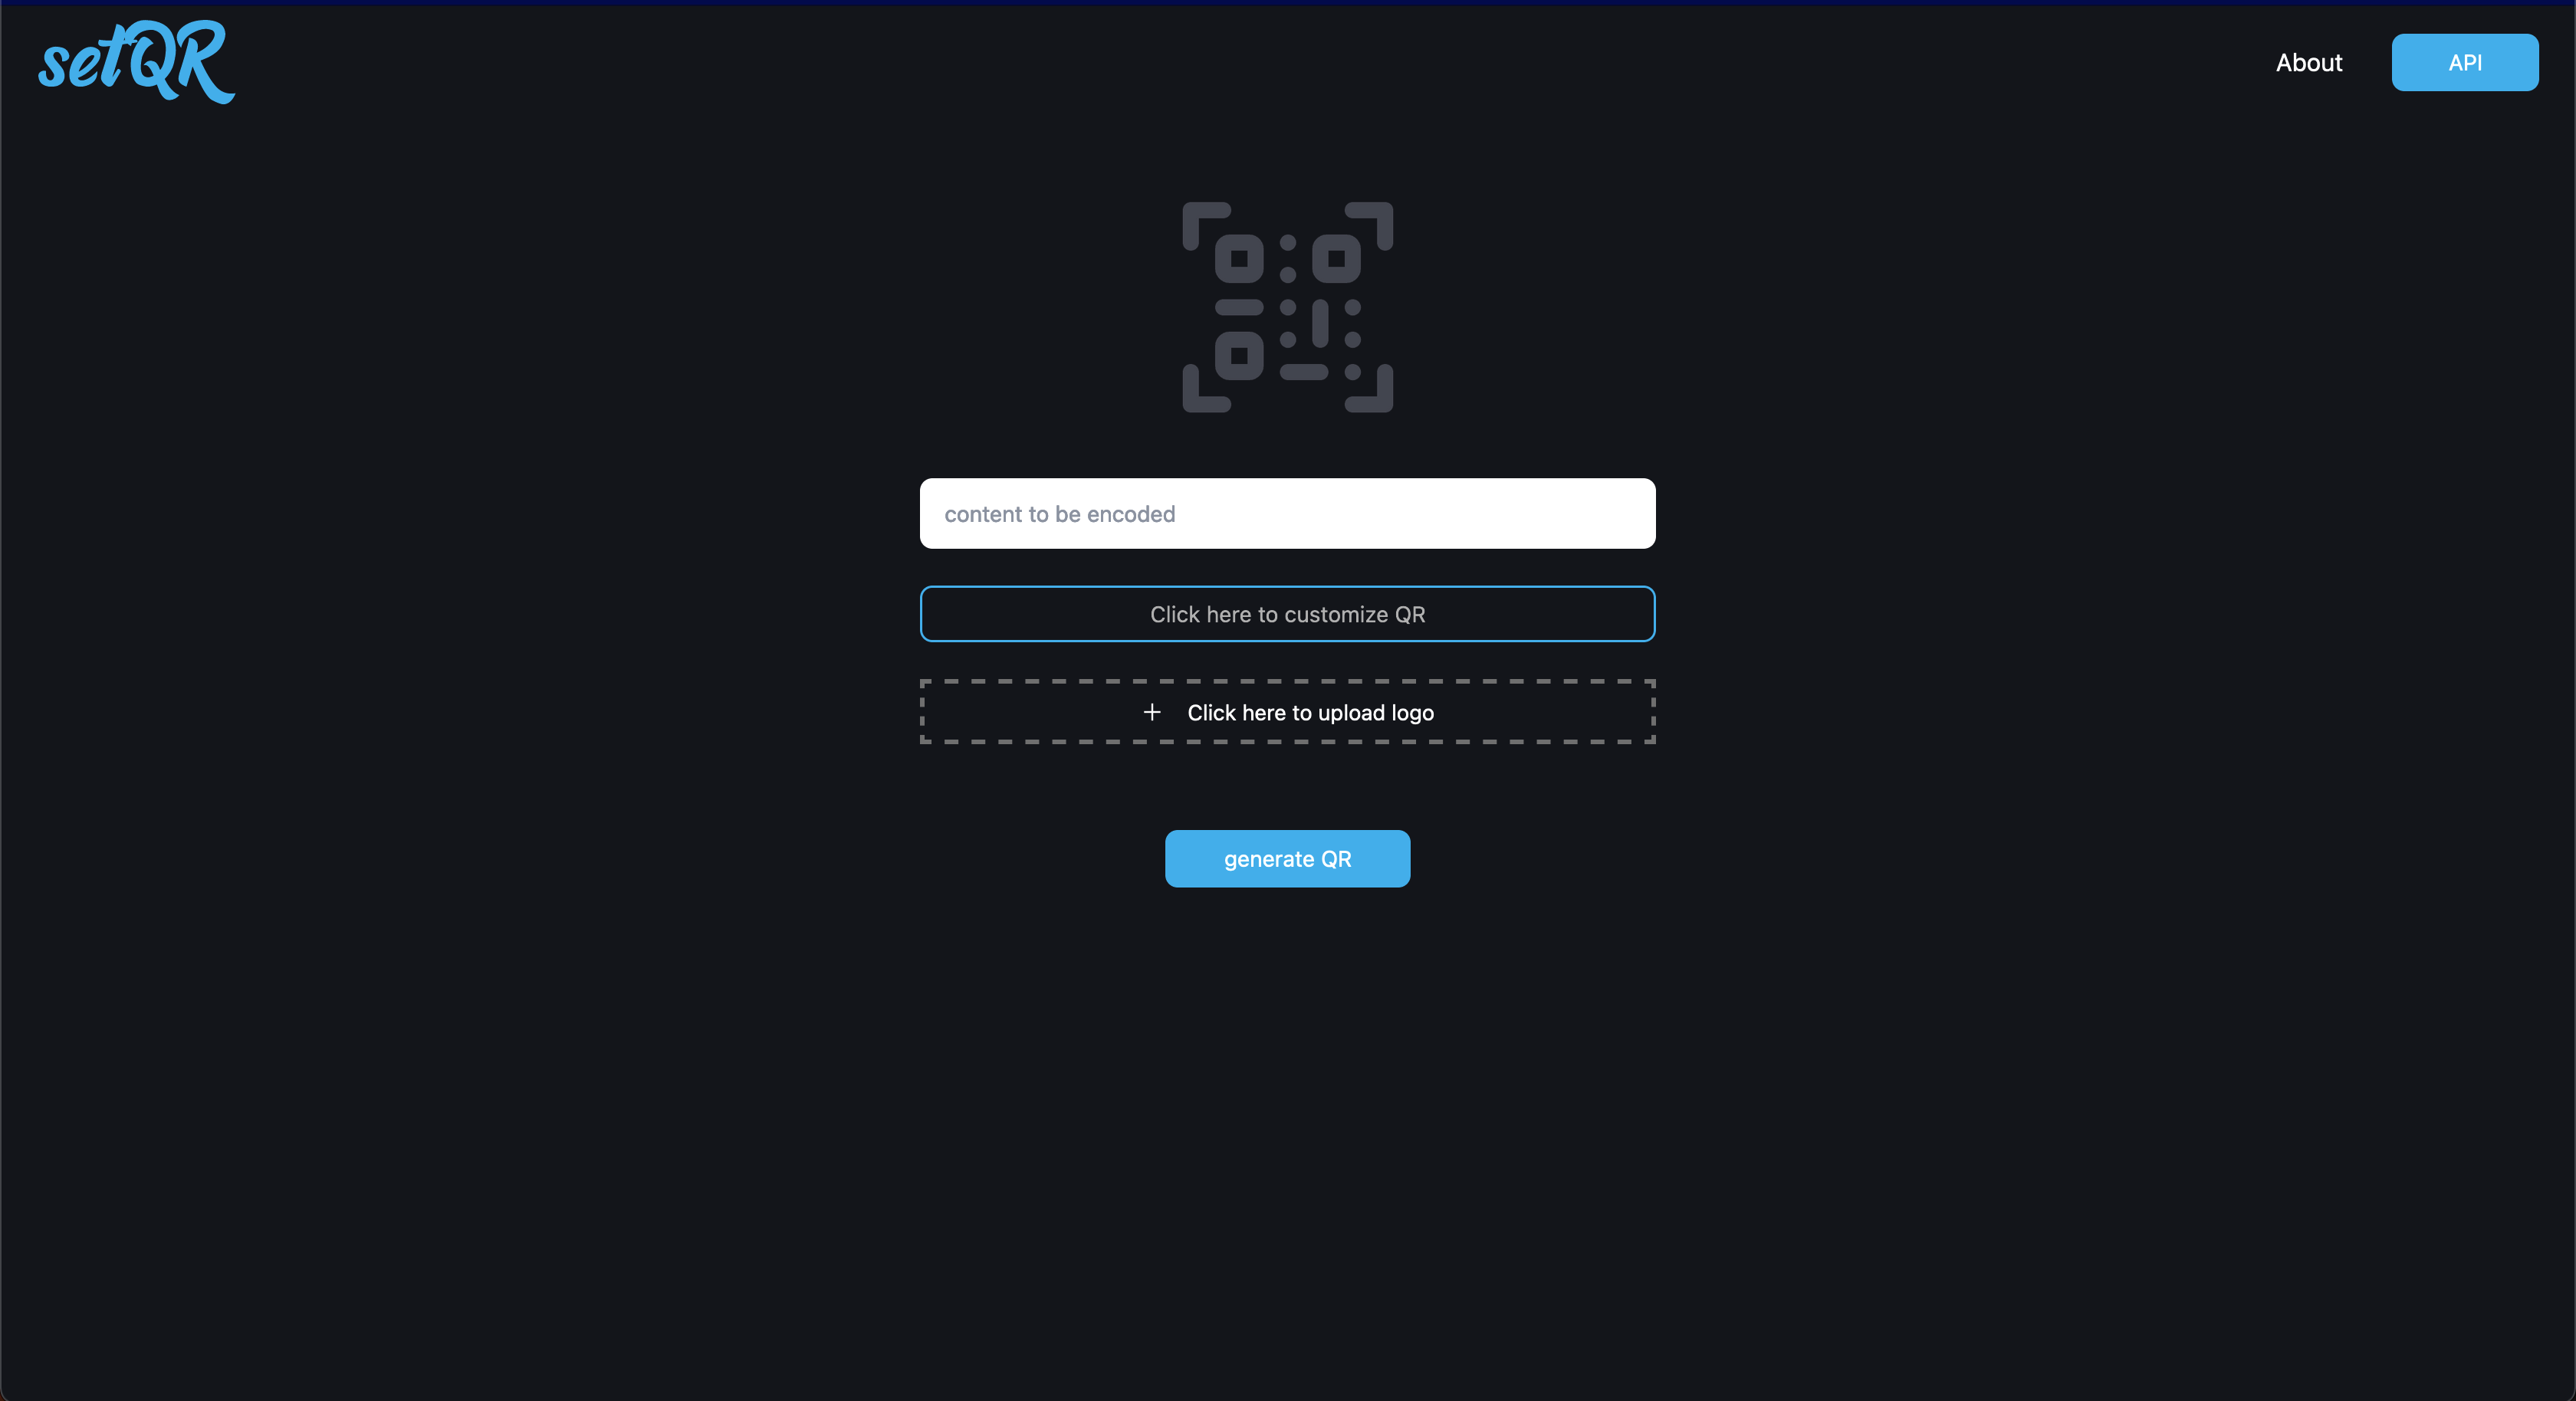 setQR
About
API
content to be encoded
Click here to customize QR
+ Click here to upload logo
generate QR